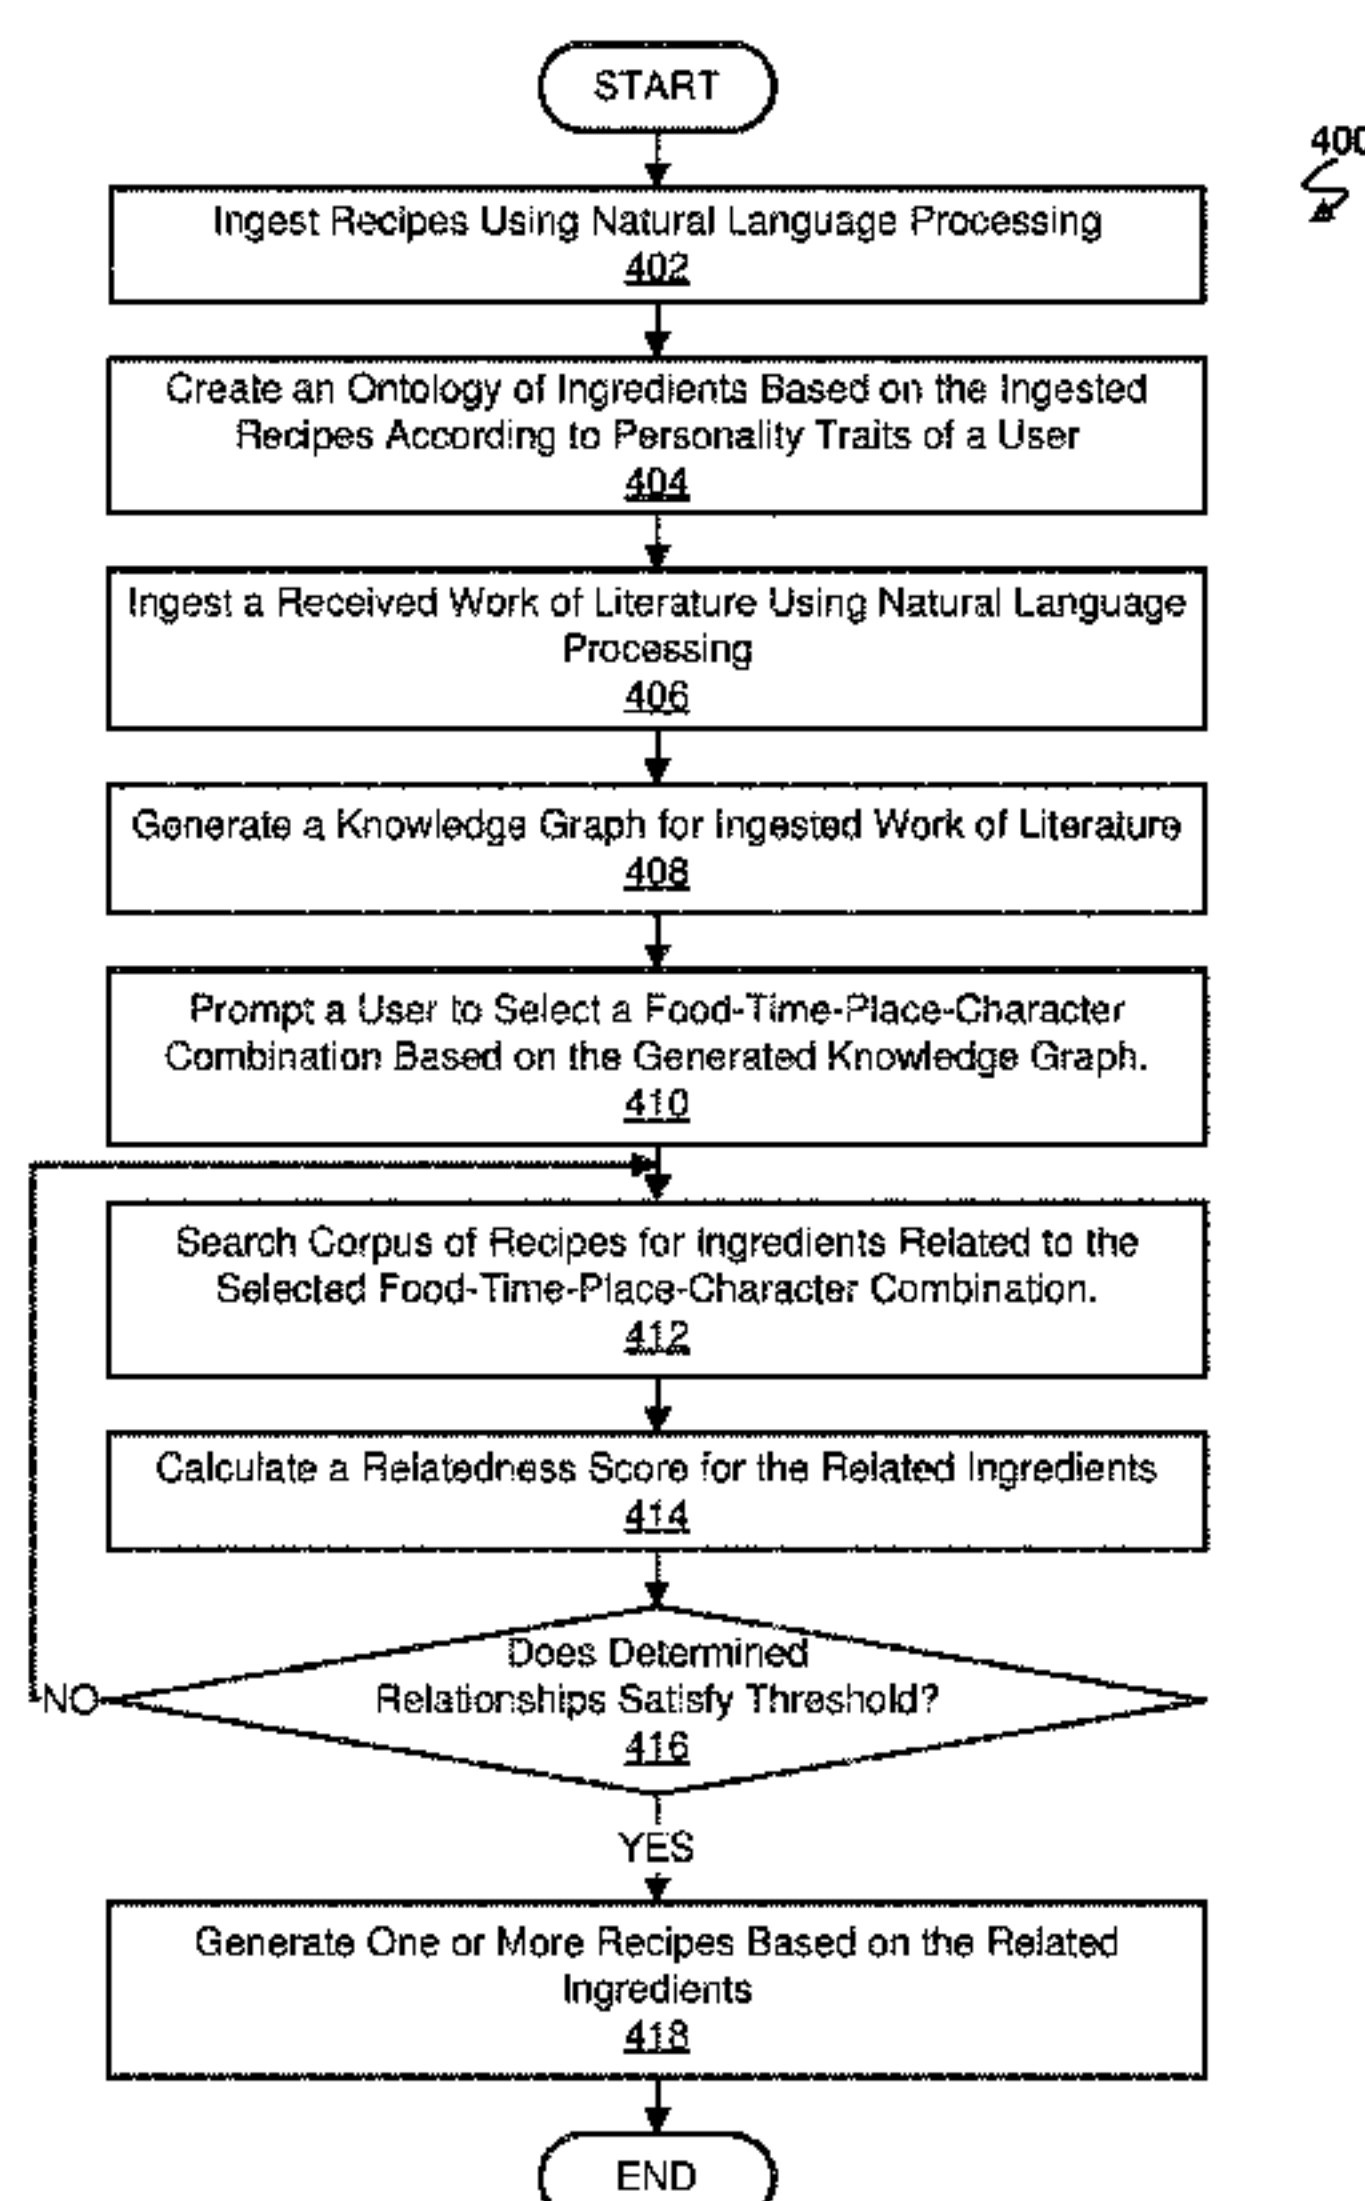 START
400
Ingest Recipes Using Natural Language Processing
402
Create an Ontology of Ingredients Based on the Ingested
Recipes According to Personality Traits of a User
404
Ingest a Received Work of Literature Using Natural Language
Processing
406
Generate a Knowledge Graph for Ingested Work of Literature
408
Prompt a User to Select a Food-Time-Place-Character
Combination Based on the Generated Knowledge Graph.
410
Search Corpus of Recipes for Ingredients Related to the
Selected Food-Time-Place-Character Combination.
412
Calculate a Relatedness Score for the Related Ingredients
414
Does Determined
Relationships Satisfy Threshold?
416
NO
YES
Generate One or More Recipes Based on the Related
Ingredients
418
END